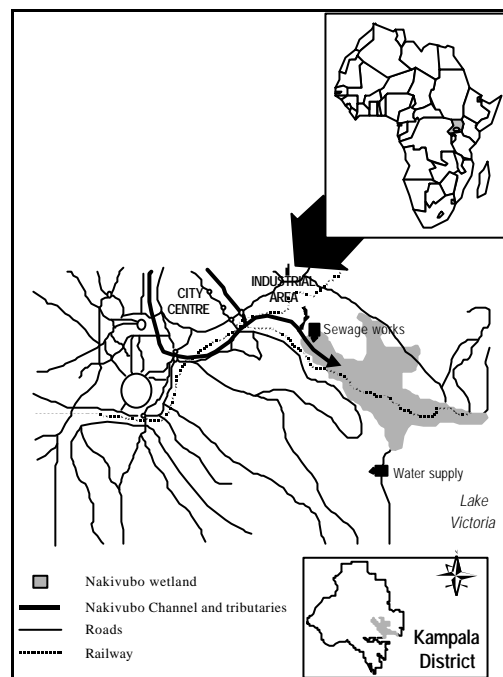 CITY
CENTRE
INDUSTRIAL
AREA
Sewage works
Water supply
Lake
Victoria
Nakivubo wetland
Nakivubo Channel and tributaries
Roads
Railway
Kampala
District